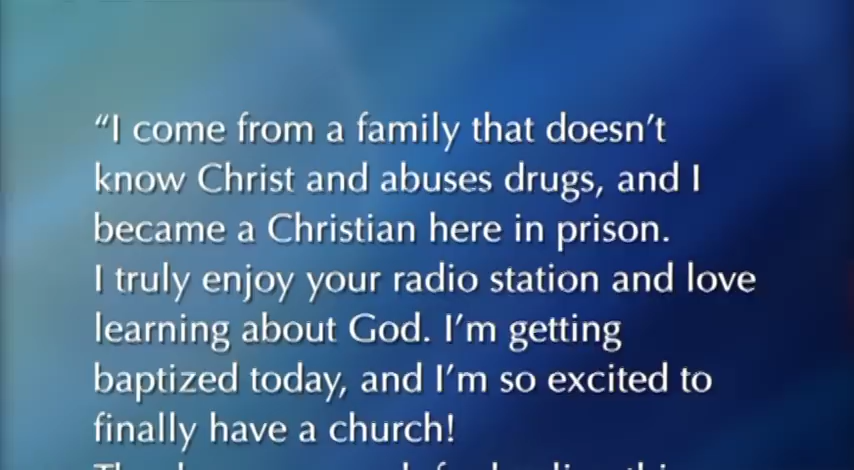 “I come from a family that doesn’t
know Christ and abuses drugs, and I
became a Christian here in prison.
I truly enjoy your radio station and love
learning about God. I’m getting
baptized today, and I’m so excited to
finally have a church!